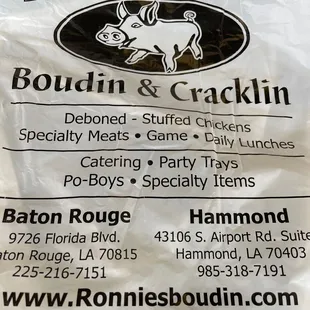 Boudin & Cracklin
Deboned - Stuffed Chickens
Specialty Meats • Game • Daily Lunches
Catering • Party Trays
Po-Boys • Specialty Items
Baton Rouge
9726 Florida Blvd.
aton Rouge, LA 70815
225-216-7151
Hammond
43106 S. Airport Rd. Suite
Hammond, LA 70403
985-318-7191
www.Ronniesboudin.com